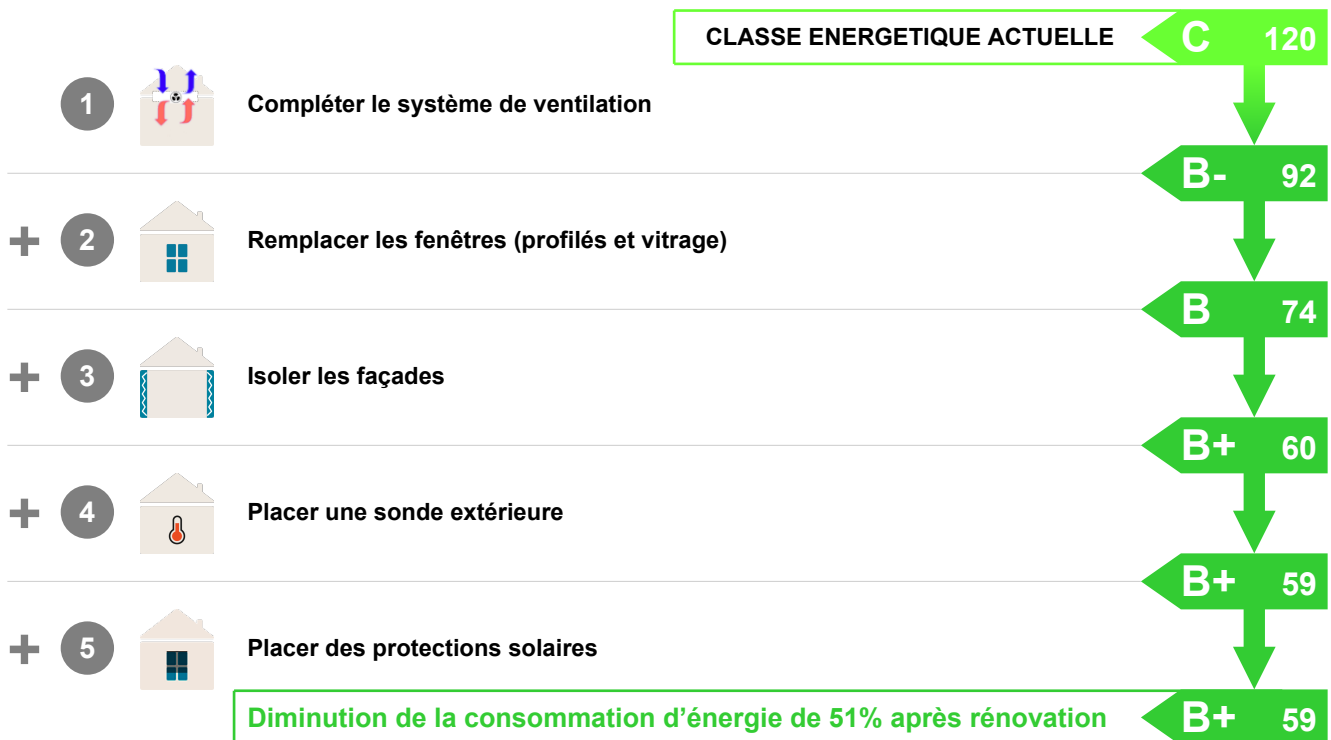 CLASSE ENERGETIQUE ACTUELLE C 120
1 Compléter le système de ventilation
B- 92
+ 2 Remplacer les fenêtres (profilés et vitrage)
B 74
+ 3 Isoler les façades
B+ 60
+ 4 Placer une sonde extérieure
B+ 59
+ 5 Placer des protections solaires
Diminution de la consommation d’énergie de 51% après rénovation B+ 59